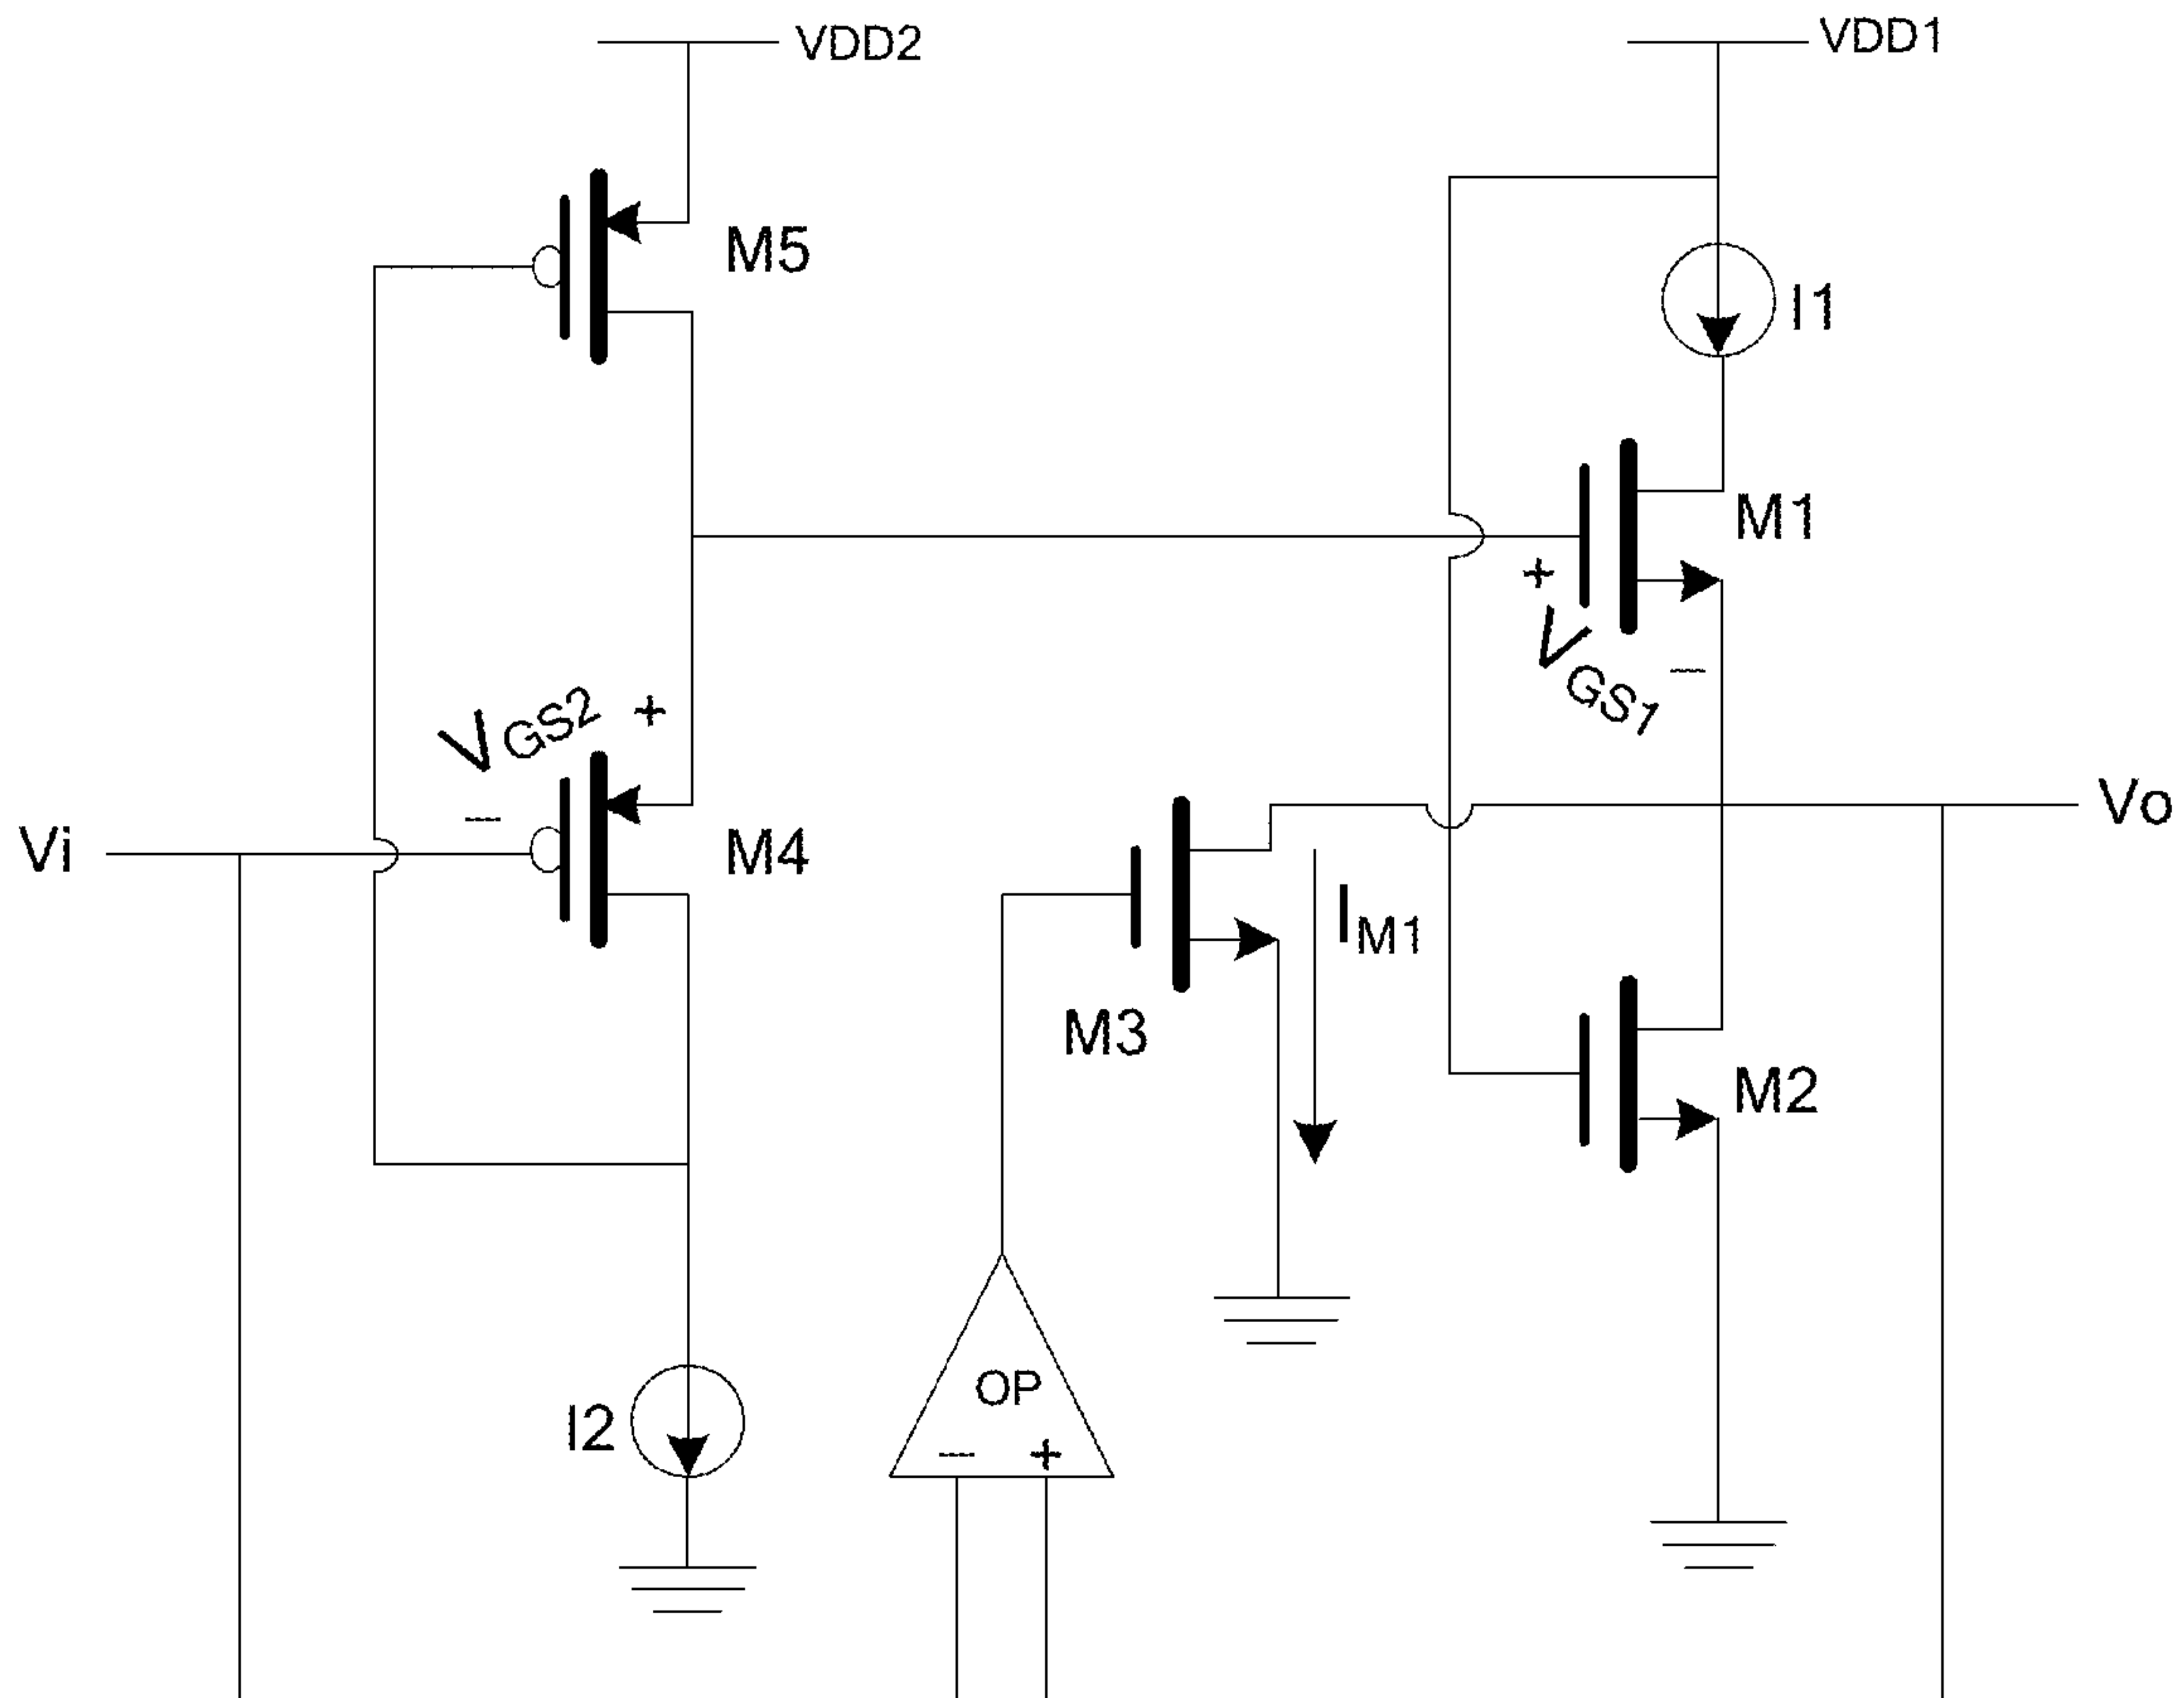 VDD2
VDD1
M5
I1
M1
+
VGS1
—
VGS2
+
—
Vi
M4
Vo
IM1
M3
M2
OP
— +
I2